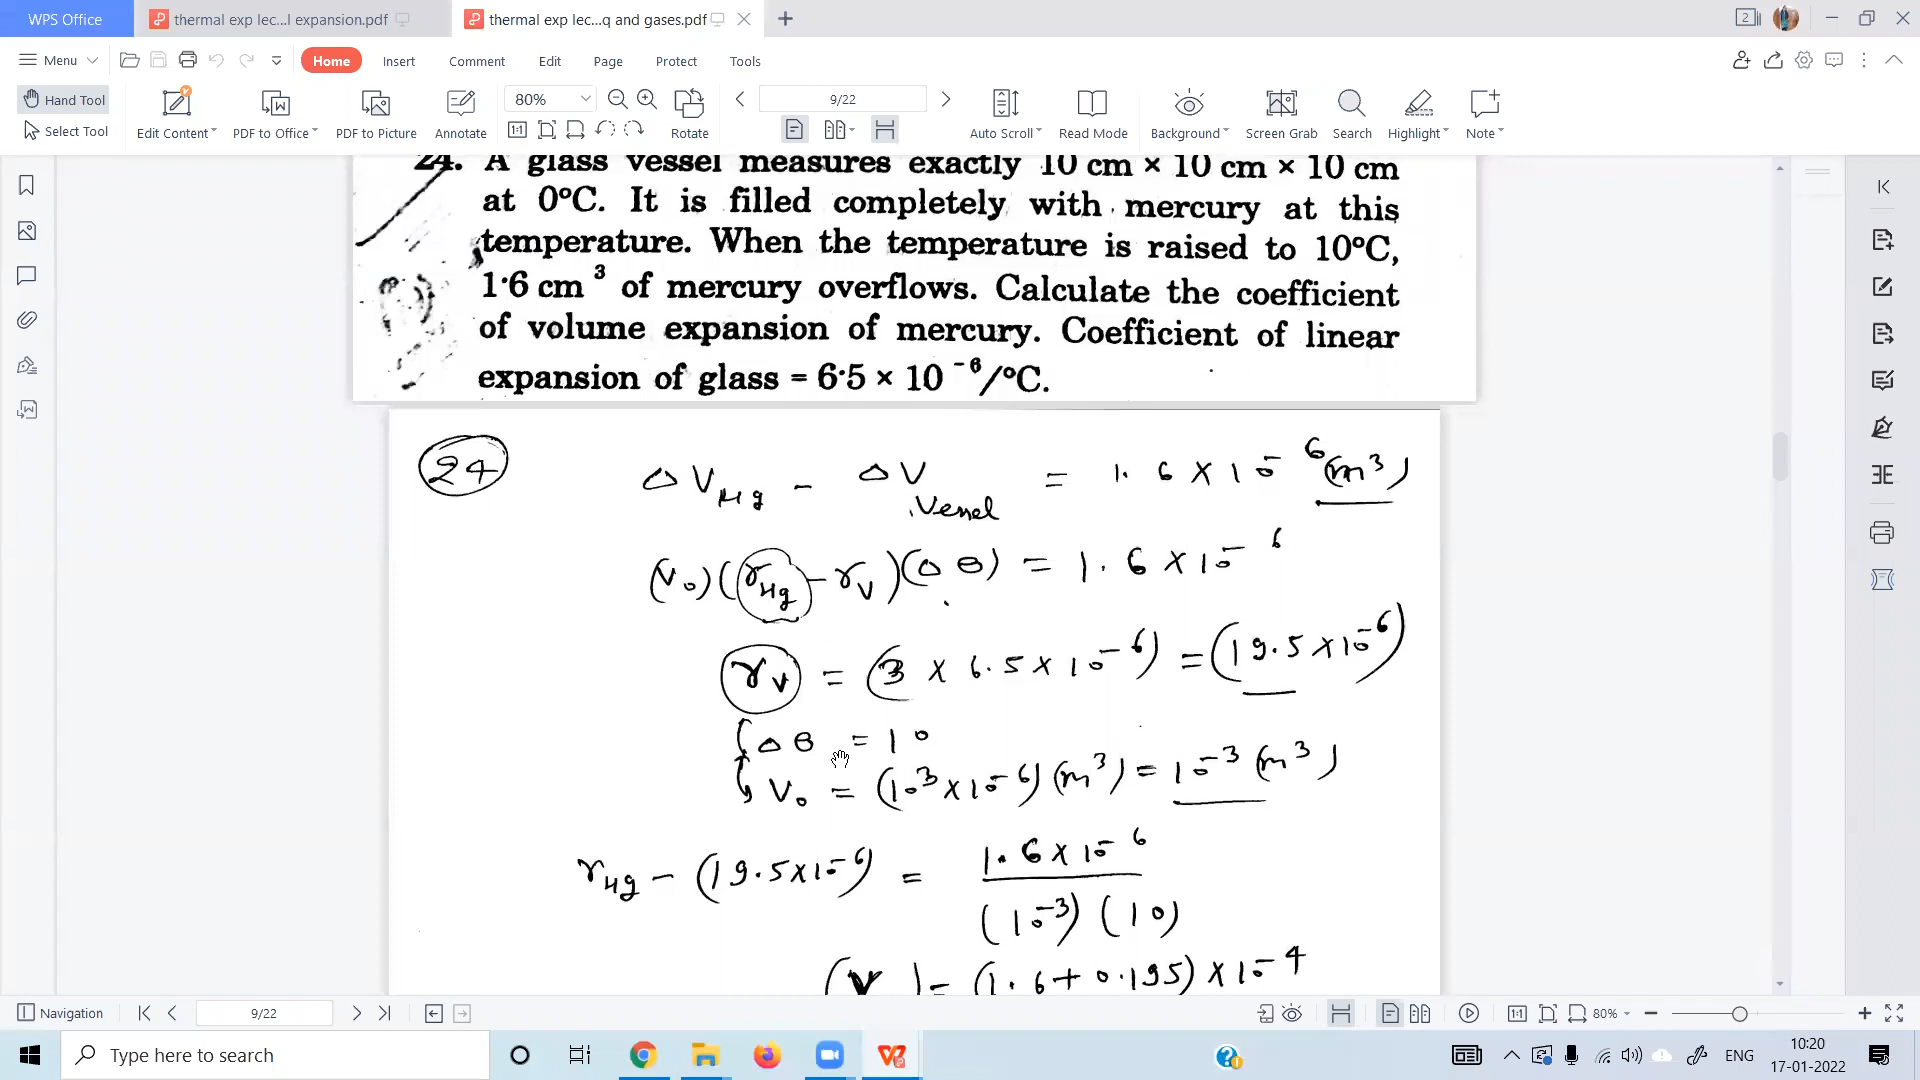 WPS Office
thermal exp lec...l expansion.pdf
thermal exp lec...q and gases.pdf
2
Menu
Home
Insert
Comment
Edit
Page
Protect
Tools
Hand Tool
Select Tool
Edit Content
PDF to Office
PDF to Picture
Annotate
80%
1:1
Rotate
9/22
Auto Scroll
Read Mode
Background
Screen Grab
Search
Highlight
Note
24. A glass vessel measures exactly 10 cm × 10 cm × 10 cm
at 0°C. It is filled completely with mercury at this
temperature. When the temperature is raised to 10°C,
1·6 cm³ of mercury overflows. Calculate the coefficient
of volume expansion of mercury. Coefficient of linear
expansion of glass = 6·5 × 10⁻⁶/°C.
24
ΔV_Hg - ΔV_Vessel = 1.6 × 10⁻⁶ (m³)
(V₀)(γ_Hg - γ_V)(Δθ) = 1.6 × 10⁻⁶
γ_V = (3 × 6.5 × 10⁻⁶) = (19.5 × 10⁻⁶)
Δθ = 10
V₀ = (10³ × 10⁻⁶)(m³) = 10⁻³ (m³)
γ_Hg - (19.5 × 10⁻⁶) = 1.6 × 10⁻⁶
(10⁻³)(10)
= (1.6 + 0.195) × 10⁻⁴
Navigation
9/22
1:1
80%
Type here to search
ENG
10:20
17-01-2022